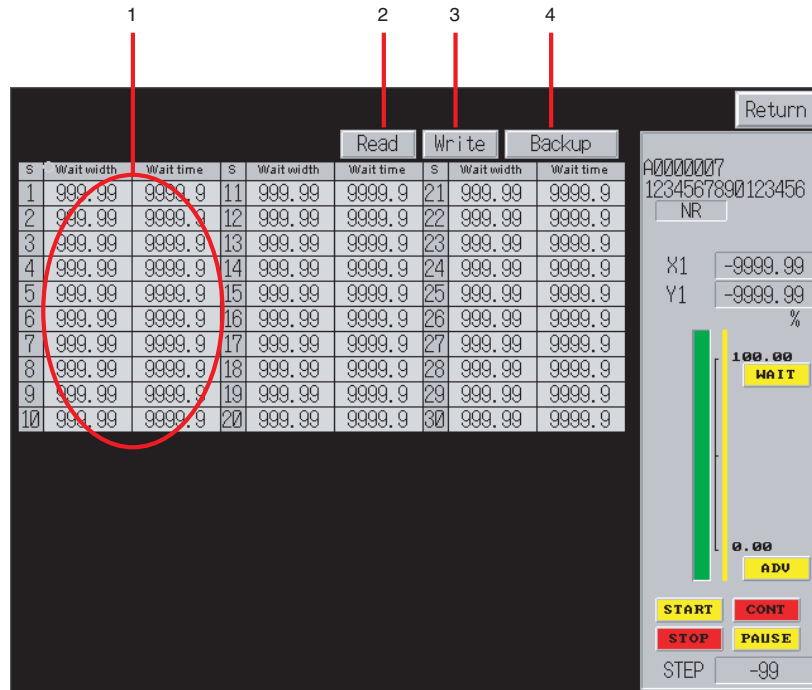 1 2 3 4
Return
Read Write Backup
S Wait width Wait time S Wait width Wait time S Wait width Wait time
1 999.99 9999.9 11 999.99 9999.9 21 999.99 9999.9
2 999.99 9999.9 12 999.99 9999.9 22 999.99 9999.9
3 999.99 9999.9 13 999.99 9999.9 23 999.99 9999.9
4 999.99 9999.9 14 999.99 9999.9 24 999.99 9999.9
5 999.99 9999.9 15 999.99 9999.9 25 999.99 9999.9
6 999.99 9999.9 16 999.99 9999.9 26 999.99 9999.9
7 999.99 9999.9 17 999.99 9999.9 27 999.99 9999.9
8 999.99 9999.9 18 999.99 9999.9 28 999.99 9999.9
9 999.99 9999.9 19 999.99 9999.9 29 999.99 9999.9
10 999.99 9999.9 20 999.99 9999.9 30 999.99 9999.9
A0000007
1234567890123456
NR
X1 -9999.99
Y1 -9999.99
%
100.00
WAIT
0.00
ADV
START CONT
STOP PAUSE
STEP -99